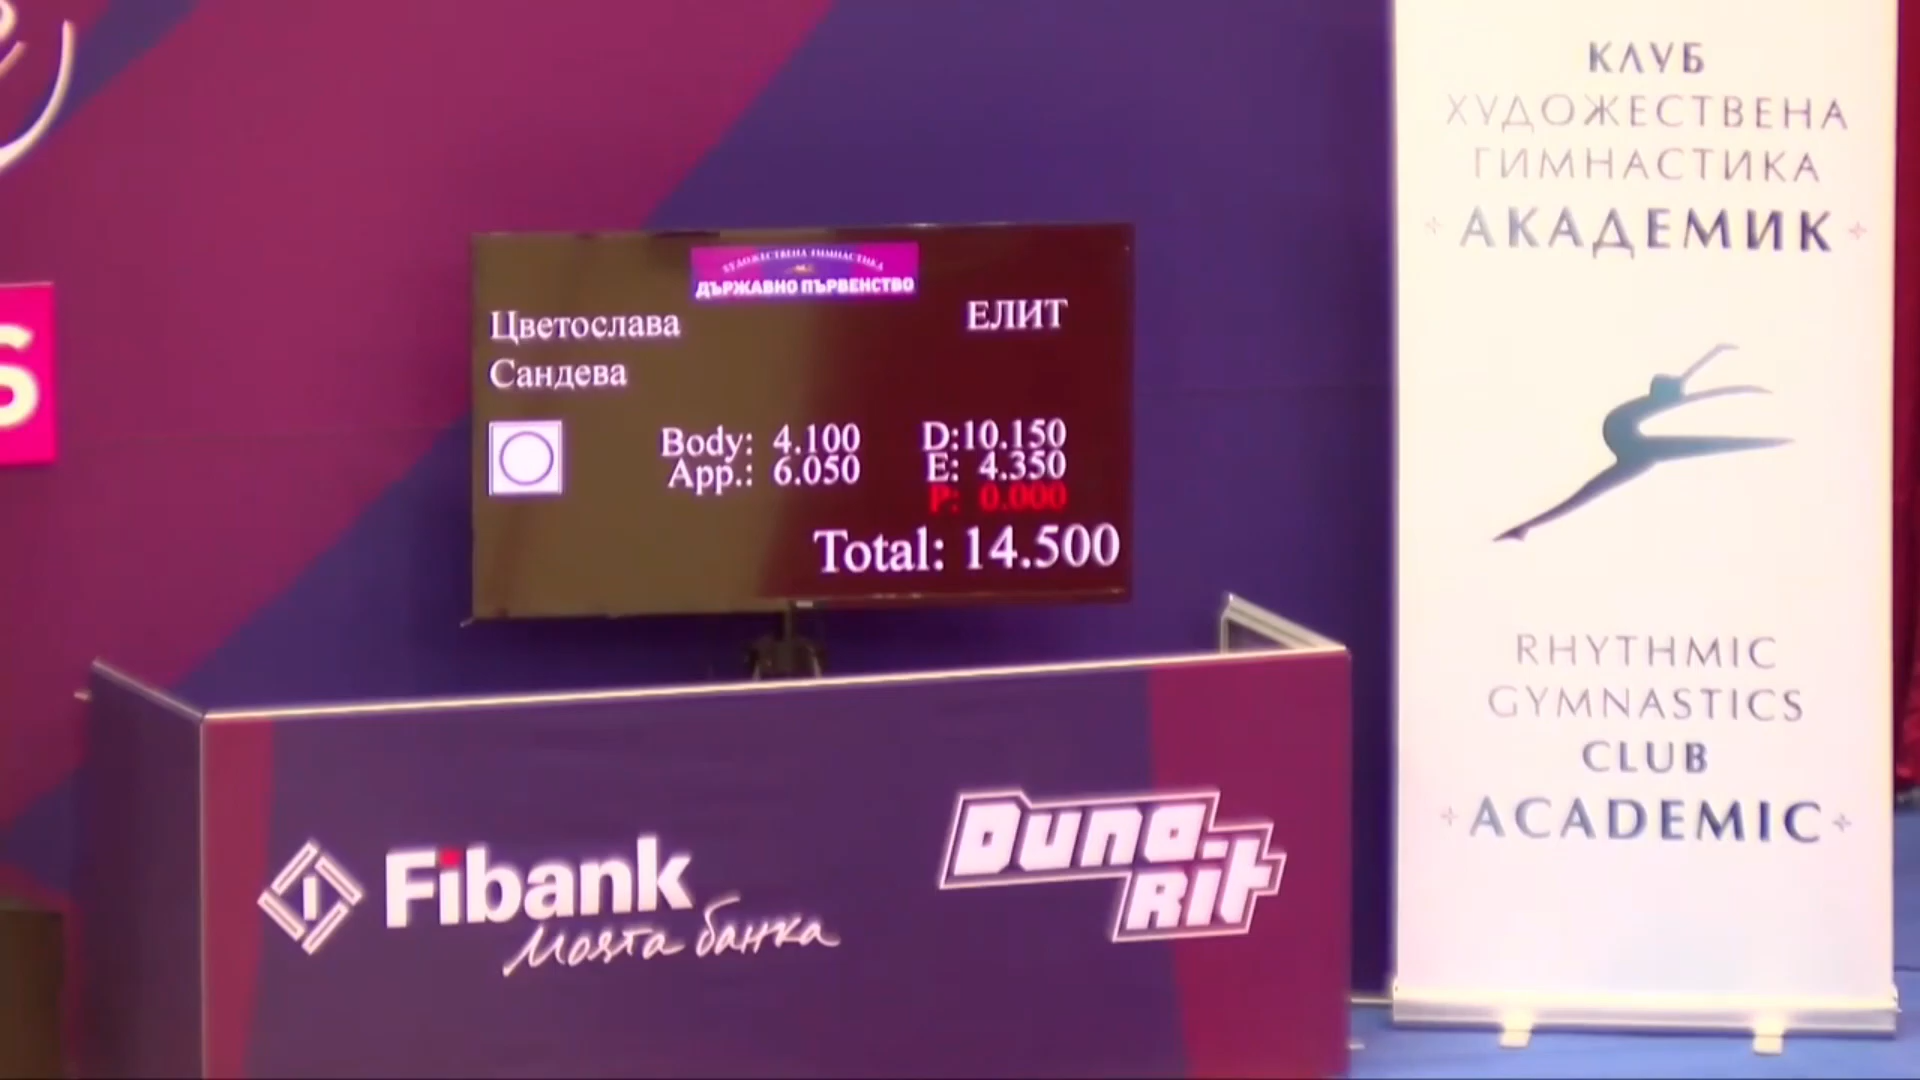 ХУДОЖЕСТВЕНА ГИМНАСТИКА
ДЪРЖАВНО ПЪРВЕНСТВО
Цветослава
Сандева
ЕЛИТ
Body: 4.100
App.: 6.050
D:10.150
E: 4.350
P: 0.000
Total: 14.500
Fibank
Моята банка
Duna
Rit
КЛУБ
ХУДОЖЕСТВЕНА
ГИМНАСТИКА
АКАДЕМИК
RHYTHMIC
GYMNASTICS
CLUB
ACADEMIC
S